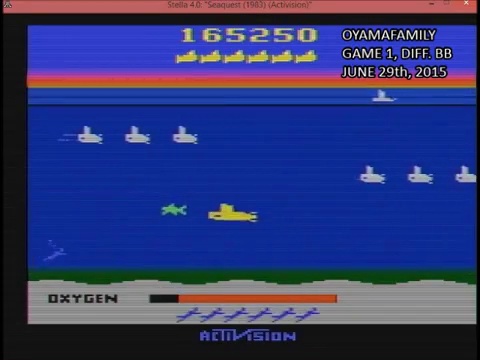 Stella 4.0: "Seaquest (1983) (Activision)"
165250
OYAMAFAMILY
GAME 1, DIFF. BB
JUNE 29th, 2015
OXYGEN
ACTIVISION